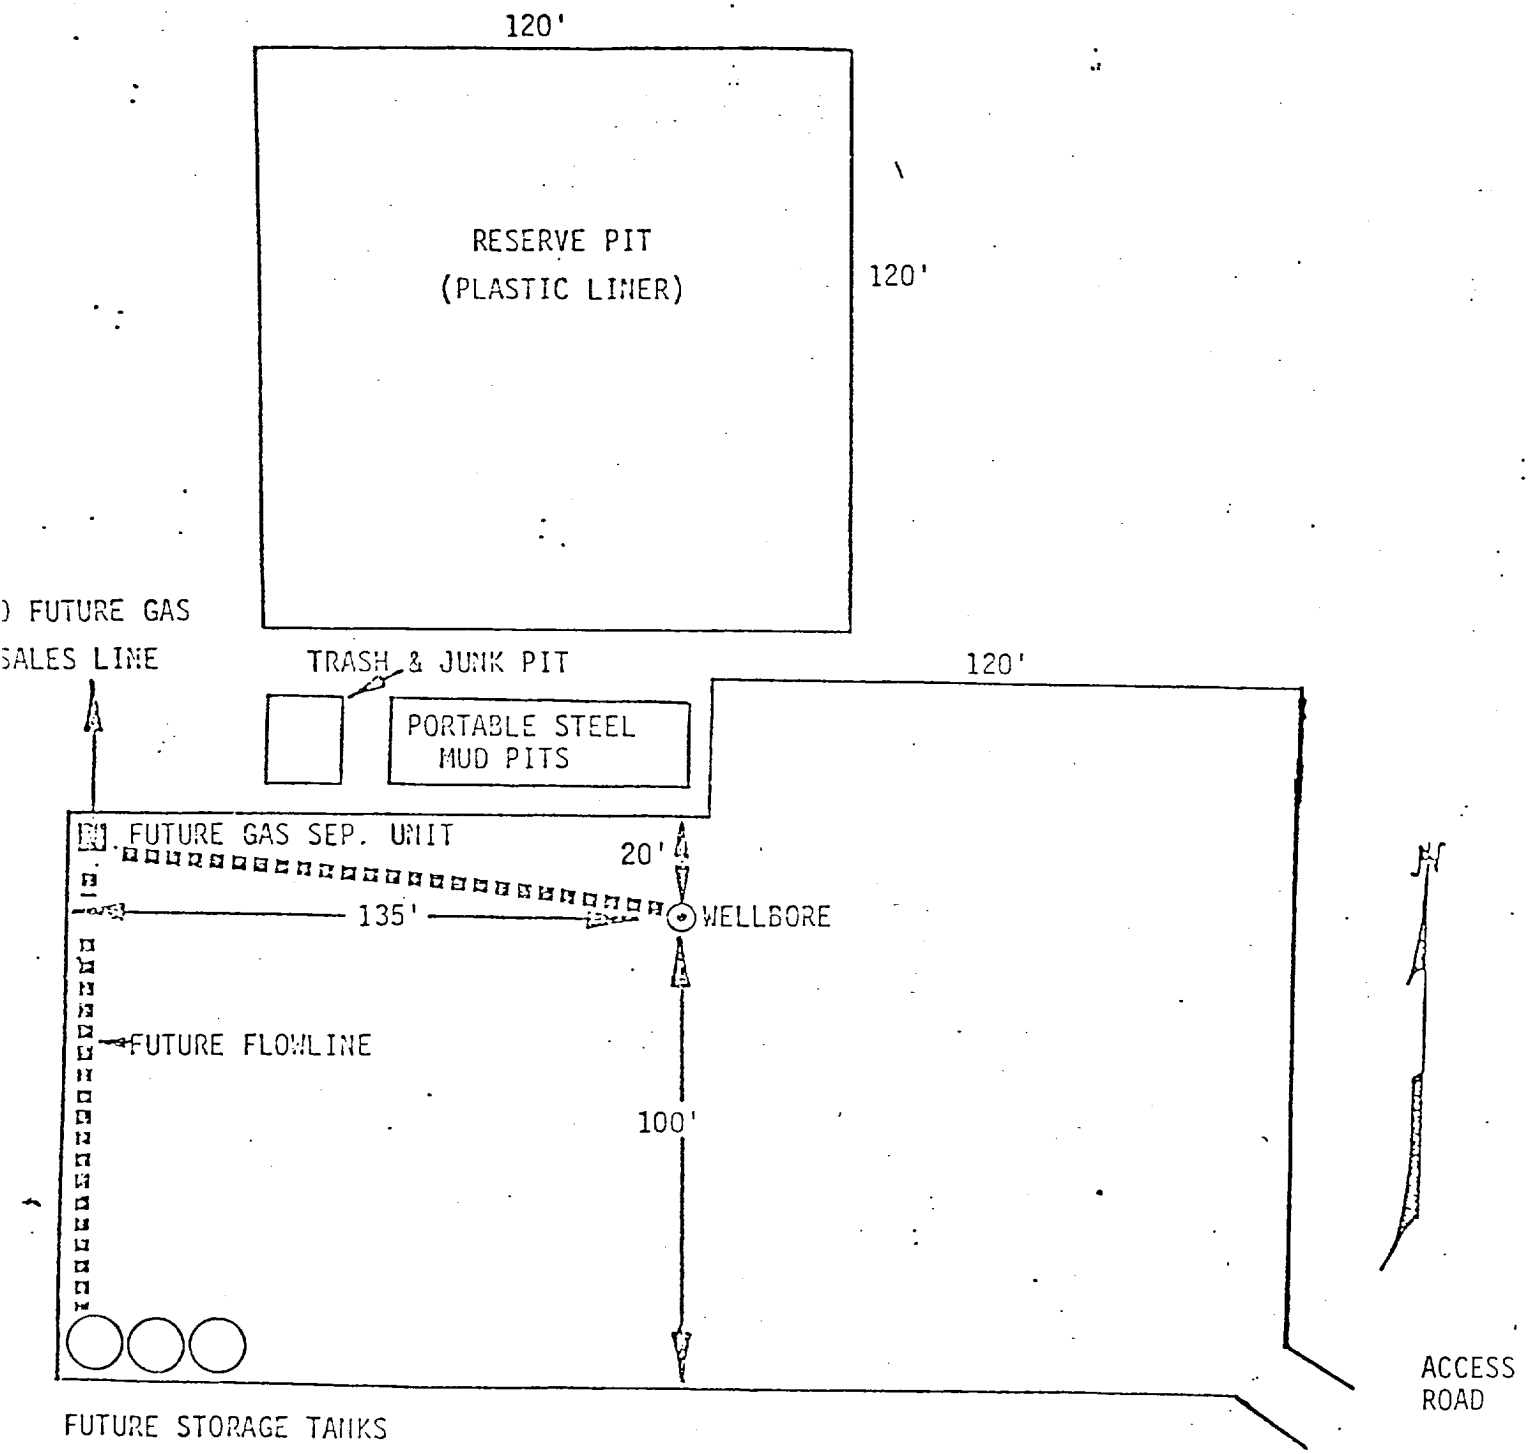 120'
RESERVE PIT
(PLASTIC LINER)
120'
) FUTURE GAS
SALES LINE
TRASH & JUNK PIT
120'
PORTABLE STEEL
MUD PITS
FUTURE GAS SEP. UNIT
20'
135'
WELLBORE
N
FUTURE FLOWLINE
100'
ACCESS
ROAD
FUTURE STORAGE TANKS